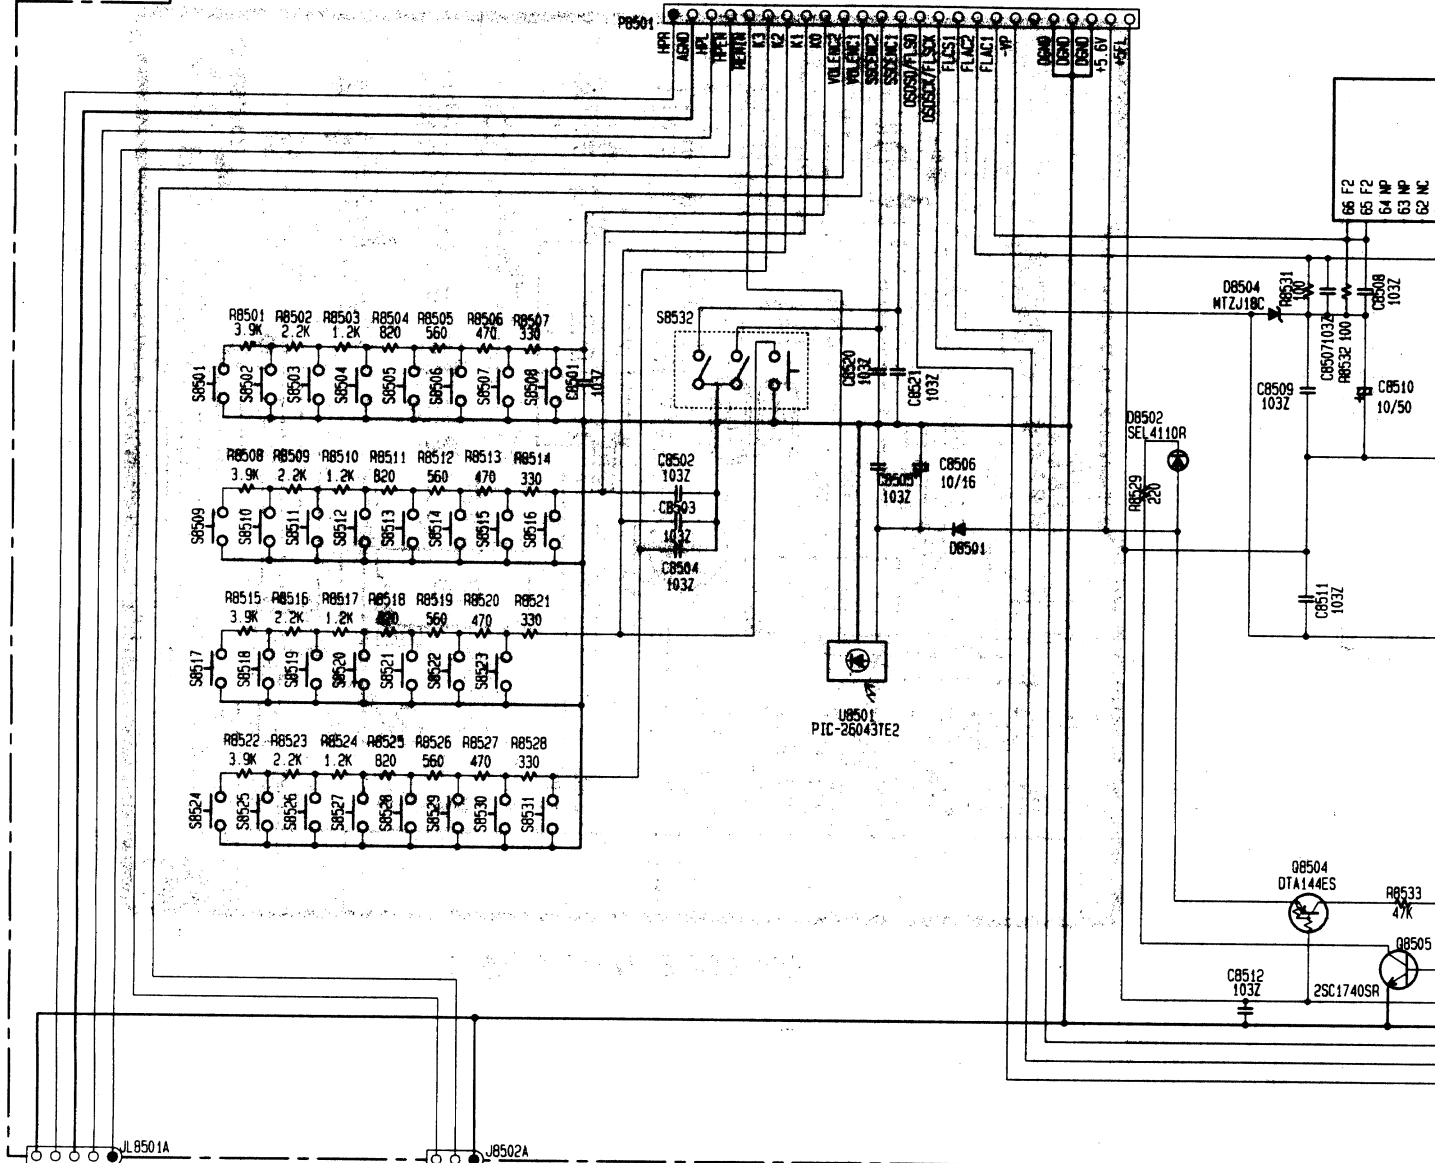 P8501
HPR
AGND
HPL
HPEN
REMIN
K3
K2
K1
K0
VOLENC2
VOLENC1
SSCENC2
SSCENC1
OSDSO/FLSO
OSDSCK/FLSCK
FLCS1
FLAC2
FLAC1
-VP
DGND
DGND
DGND
+5.6V
+5FL
66 F2
65 F2
64 NP
63 NP
62 NC
D8504
MTZJ18C
R8531
100
C8507
103Z
R8532 100
C8508
103Z
C8509
103Z
C8510
10/50
R8501 R8502 R8503 R8504 R8505 R8506 R8507
3.9K 2.2K 1.2K 820 560 470 330
S8501
S8502
S8503
S8504
S8505
S8506
S8507
S8508
C8501
103Z
S8532
C8520
103Z
C8521
103Z
D8502
SEL4110R
R8529
220
R8508 R8509 R8510 R8511 R8512 R8513 R8514
3.9K 2.2K 1.2K 820 560 470 330
S8509
S8510
S8511
S8512
S8513
S8514
S8515
S8516
C8502
103Z
C8503
103Z
C8504
103Z
C8505
103Z
C8506
10/16
D8501
C8511
103Z
R8515 R8516 R8517 R8518 R8519 R8520 R8521
3.9K 2.2K 1.2K 820 560 470 330
S8517
S8518
S8519
S8520
S8521
S8522
S8523
U8501
PIC-26043TE2
R8522 R8523 R8524 R8525 R8526 R8527 R8528
3.9K 2.2K 1.2K 820 560 470 330
S8524
S8525
S8526
S8527
S8528
S8529
S8530
S8531
Q8504
DTA144ES
R8533
47K
Q8505
2SC1740SR
C8512
103Z
JL8501A
J8502A